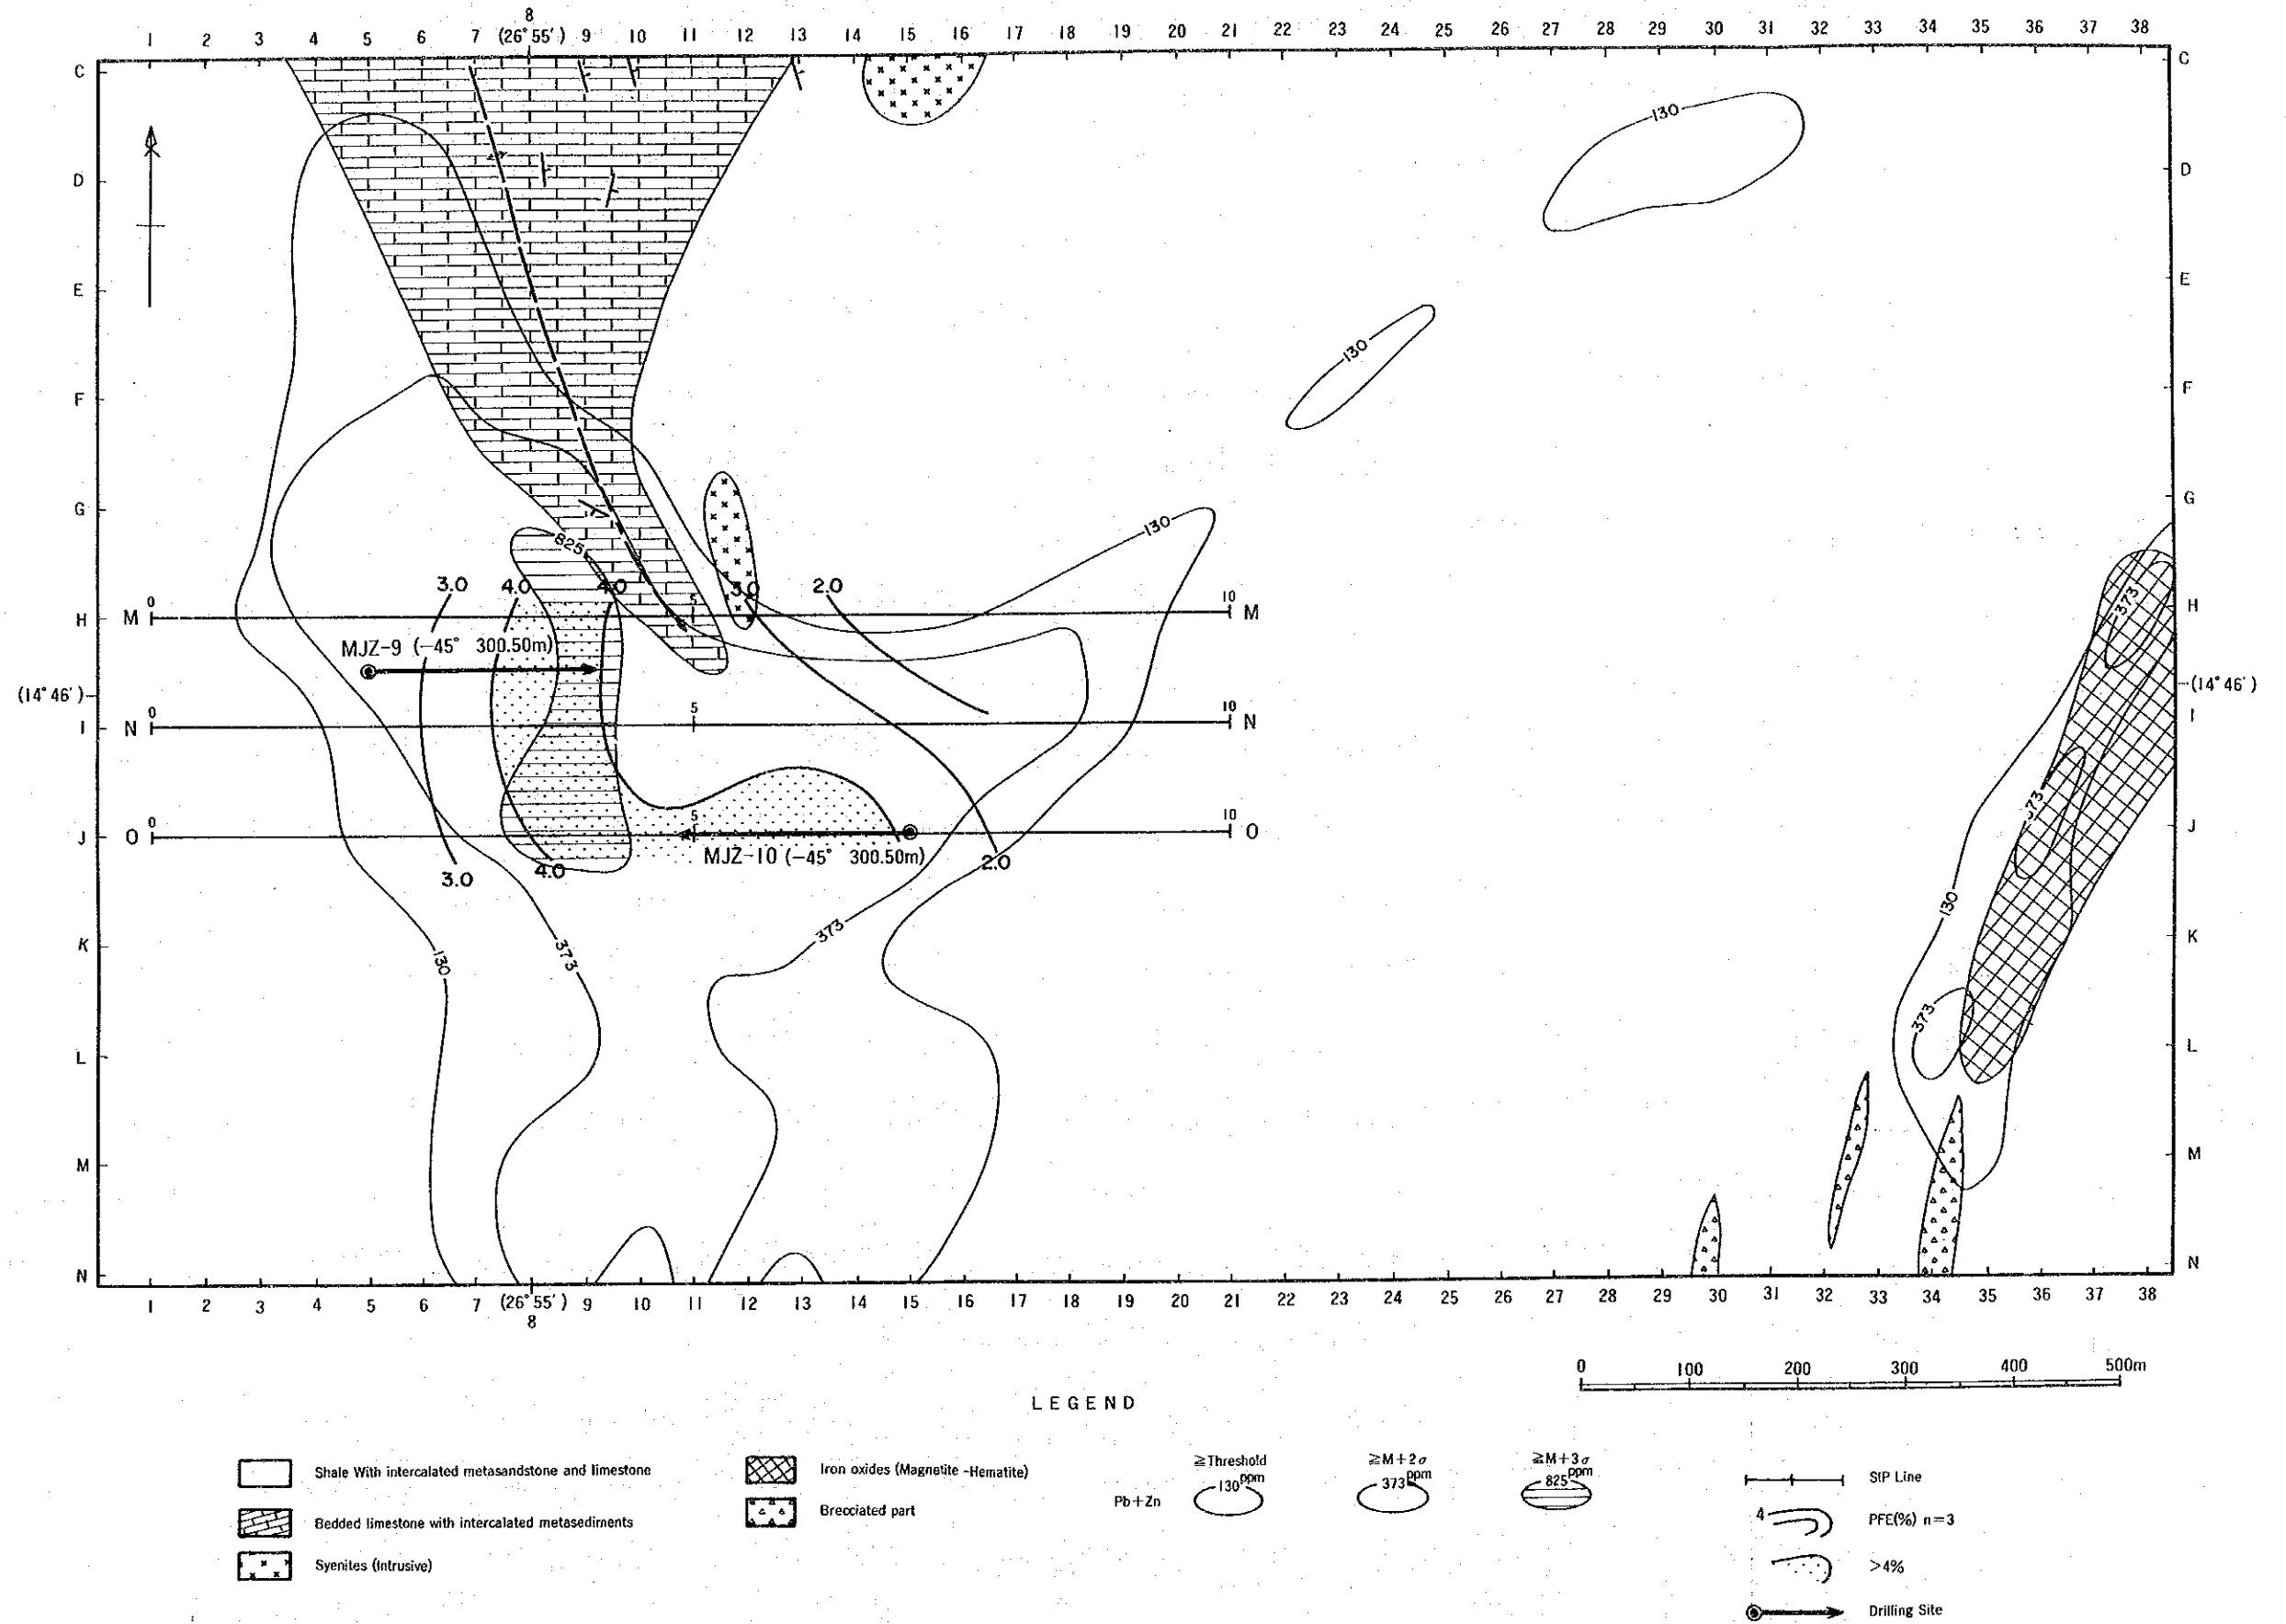 8
1 2 3 4 5 6 7 (26°55′) 9 10 11 12 13 14 15 16 17 18 19 20 21 22 23 24 25 26 27 28 29 30 31 32 33 34 35 36 37 38
C C
130
D D
E E
130
F F
G G
130
825
3.0 4.0 4.0 3.0 2.0
373
H M 0 5 10 M H
MJZ-9 (-45° 300.50m)
(14°46′) (14°46′)
I N 0 5 10 N I
373
J O 0 5 10 O J
MJZ-10 (-45° 300.50m)
3.0 4.0 2.0
130
373
K K
130 373
373
L L
M M
N N
1 2 3 4 5 6 7 (26°55′) 9 10 11 12 13 14 15 16 17 18 19 20 21 22 23 24 25 26 27 28 29 30 31 32 33 34 35 36 37 38
8
0 100 200 300 400 500m
LEGEND
Shale With intercalated metasandstone and limestone
Bedded limestone with intercalated metasediments
Syenites (Intrusive)
Iron oxides (Magnetite-Hematite)
Brecciated part
≧Threshold ≧M+2σ ≧M+3σ
Pb+Zn 130ppm 373ppm 825ppm
SIP Line
4 PFE(%) n=3
>4%
Drilling Site